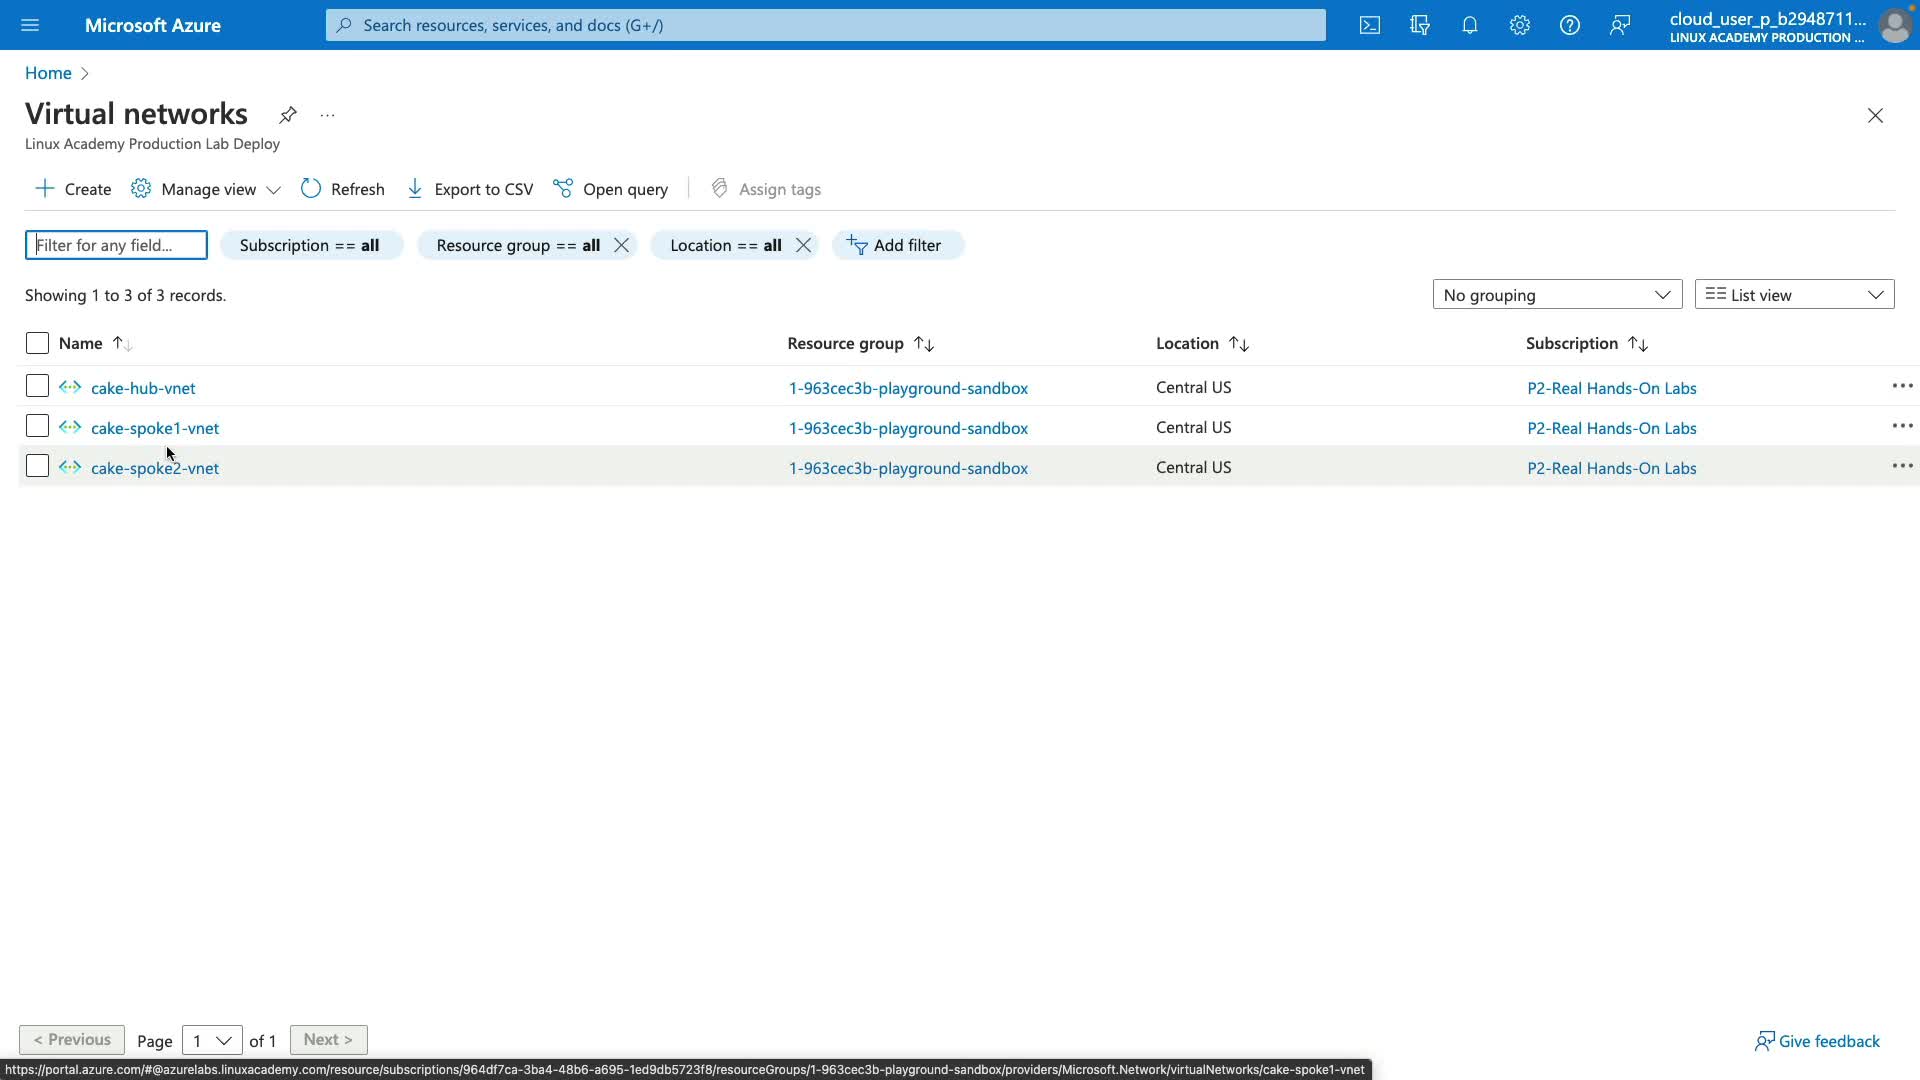 Microsoft Azure
Search resources, services, and docs (G+/)
cloud_user_p_b2948711...
LINUX ACADEMY PRODUCTION ...
Home
Virtual networks
...
Linux Academy Production Lab Deploy
Create
Manage view
Refresh
Export to CSV
Open query
Assign tags
Filter for any field...
Subscription == all
Resource group == all
Location == all
Add filter
Showing 1 to 3 of 3 records.
No grouping
List view
Name
Resource group
Location
Subscription
cake-hub-vnet
1-963cec3b-playground-sandbox
Central US
P2-Real Hands-On Labs
cake-spoke1-vnet
1-963cec3b-playground-sandbox
Central US
P2-Real Hands-On Labs
cake-spoke2-vnet
1-963cec3b-playground-sandbox
Central US
P2-Real Hands-On Labs
< Previous
Page
1
of 1
Next >
Give feedback
https://portal.azure.com/#@azurelabs.linuxacademy.com/resource/subscriptions/964df7ca-3ba4-48b6-a695-1ed9db5723f8/resourceGroups/1-963cec3b-playground-sandbox/providers/Microsoft.Network/virtualNetworks/cake-spoke1-vnet